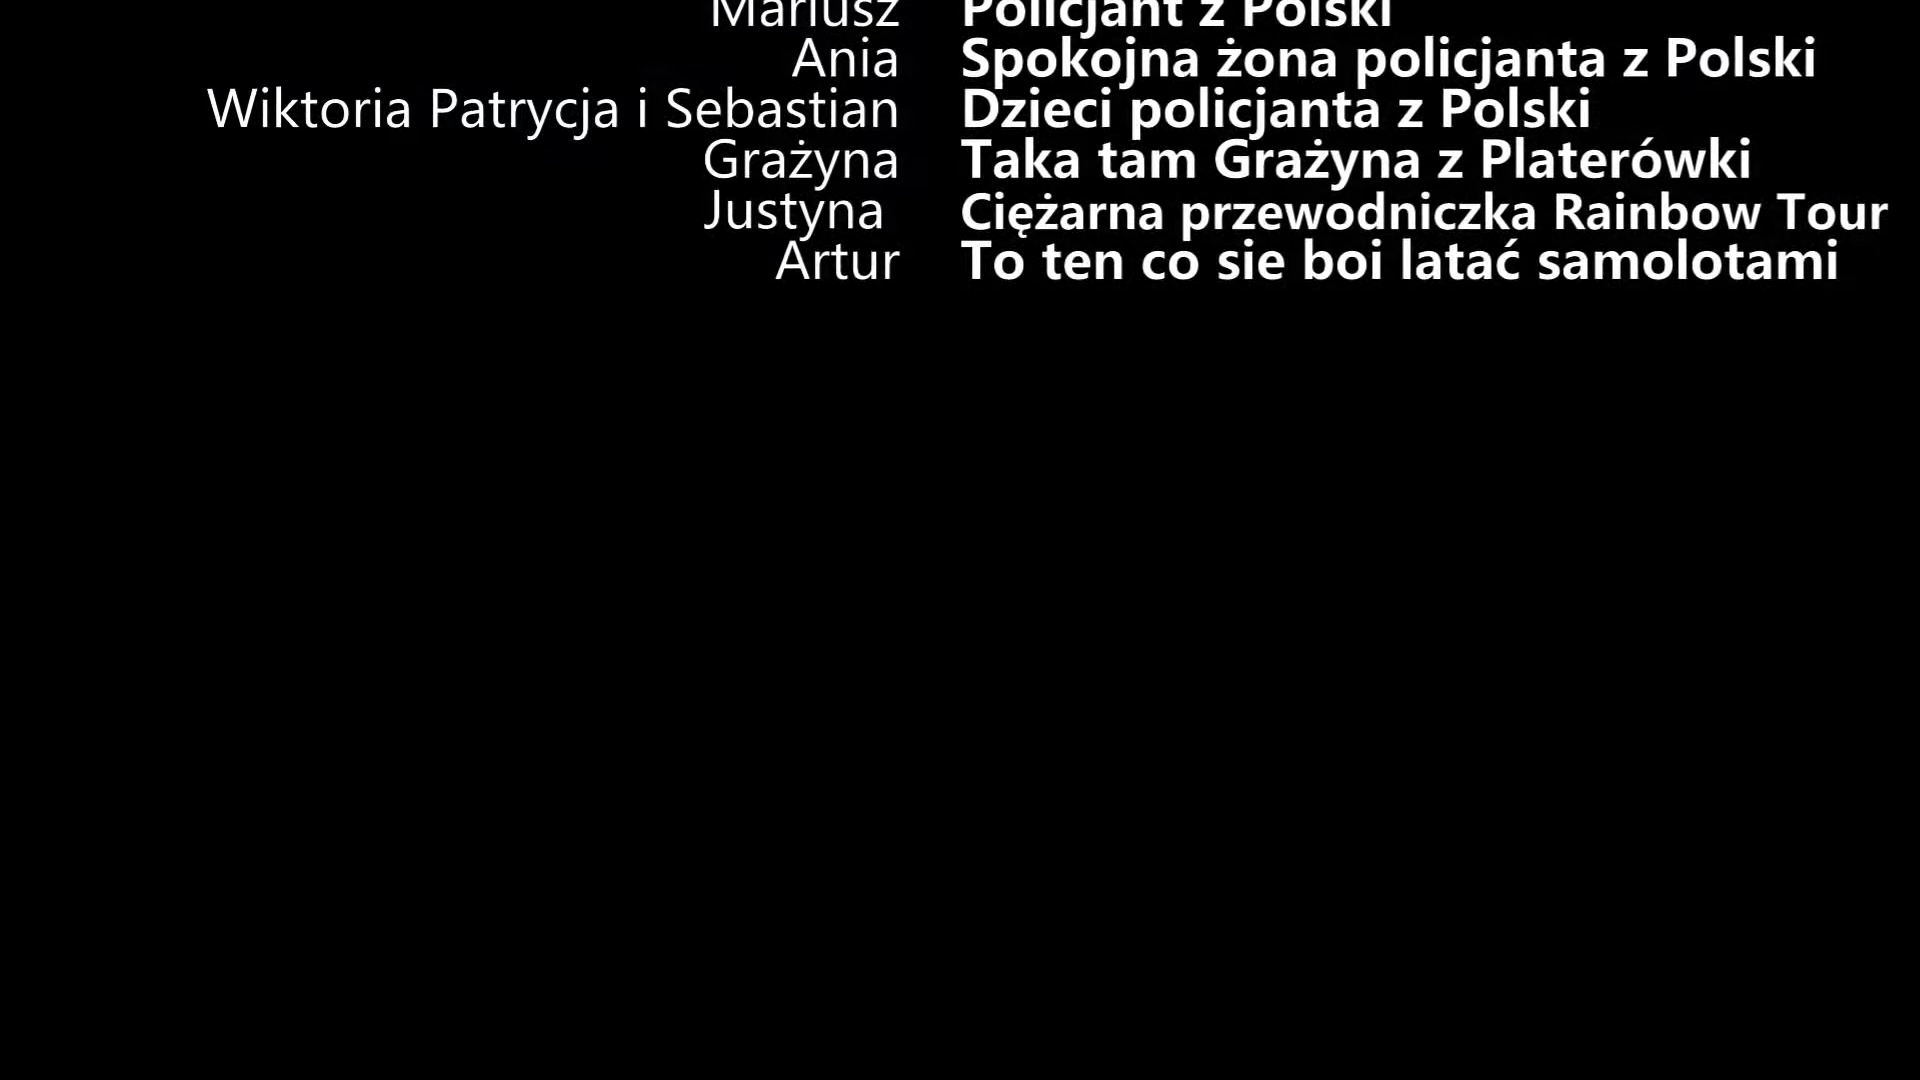 Mariusz Policjant z Polski
Ania Spokojna żona policjanta z Polski
Wiktoria Patrycja i Sebastian Dzieci policjanta z Polski
Grażyna Taka tam Grażyna z Platerówki
Justyna Ciężarna przewodniczka Rainbow Tour
Artur To ten co sie boi latać samolotami